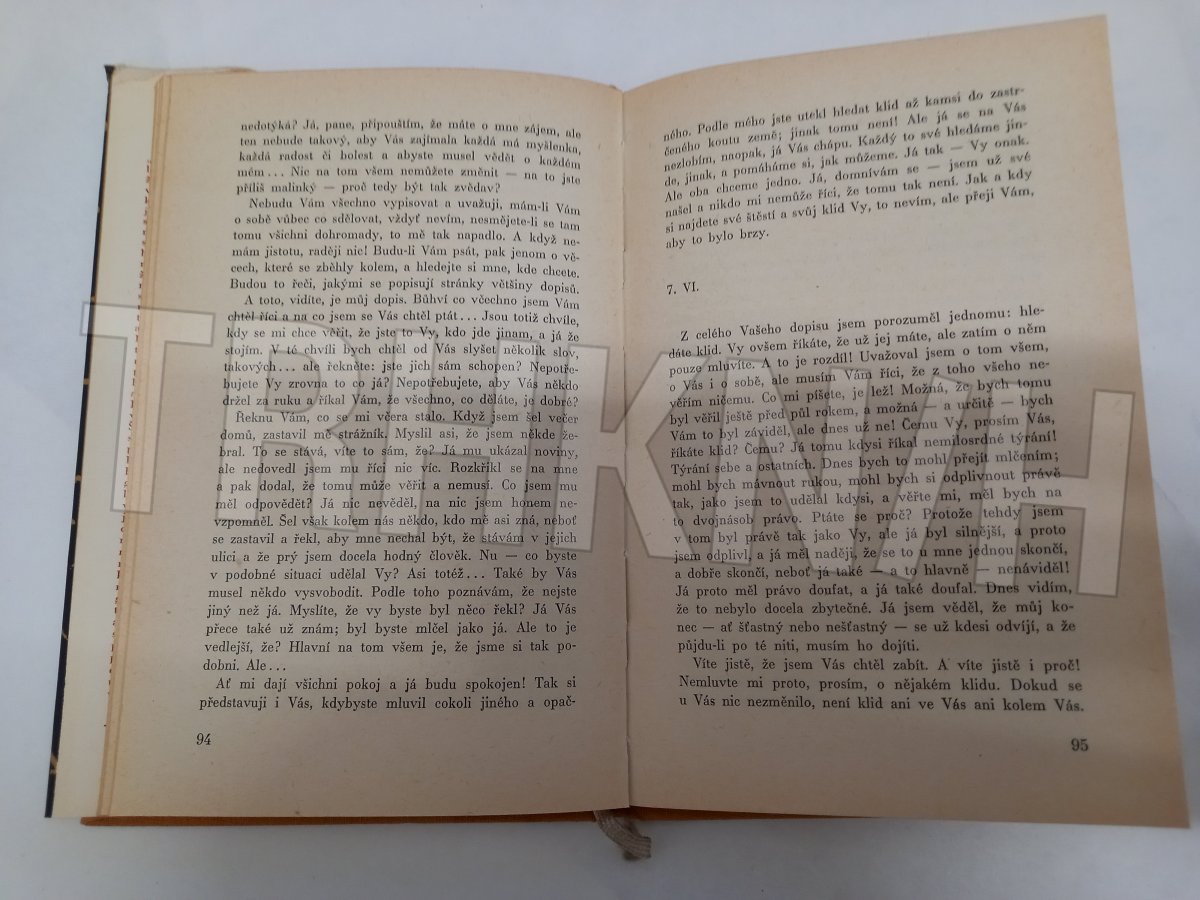 nedotýká? Já, pane, připouštím, že máte o mne zájem, ale
ten nebude takový, aby Vás zajímala každá má myšlenka,
každá radost či bolest a abyste musel vědět o každém
mém... Nic na tom všem nemůžete změnit — na to jste
příliš malinký — proč tedy být tak zvědav?
Nebudu Vám všechno vypisovat a uvažuji, mám-li Vám
o sobě vůbec co sdělovat, vždyť nevím, nesmějete-li se tam
tomu všichni dohromady, to mě tak napadlo. A když ne-
mám jistotu, raději nic! Budu-li Vám psát, pak jenom o vě-
cech, které se zběhly kolem, a hledejte si mne, kde chcete.
Budou to řeči, jakými se popisují stránky většiny dopisů.
A toto, vidíte, je můj dopis. Bůhví co včechno jsem Vám
chtěl říci a na co jsem se Vás chtěl ptát... Jsou totiž chvíle,
kdy se mi chce věřit, že jste to Vy, kdo jde jinam, a já že
stojím. V té chvíli bych chtěl od Vás slyšet několik slov,
takových... ale řekněte: jste jich sám schopen? Nepotře-
bujete Vy zrovna to co já? Nepotřebujete, aby Vás někdo
držel za ruku a říkal Vám, že všechno, co děláte, je dobré?
Řeknu Vám, co se mi včera stalo. Když jsem šel večer
domů, zastavil mě strážník. Myslil asi, že jsem někde že-
bral. To se stává, víte to sám, že? Já mu ukázal noviny,
ale nedovedl jsem mu říci nic víc. Rozkřikl se na mne
a pak dodal, že tomu může věřit a nemusí. Co jsem mu
měl odpovědět? Já nic nevěděl, na nic jsem honem ne-
vzpomněl. Šel však kolem nás někdo, kdo mě asi zná, neboť
se zastavil a řekl, aby mne nechal být, že stávám v jejich
ulici a že prý jsem docela hodný člověk. Nu — co byste
v podobné situaci udělal Vy? Asi totéž... Také by Vás
musel někdo vysvobodit. Podle toho poznávám, že nejste
jiný než já. Myslíte, že vy byste byl něco řekl? Já Vás
přece také už znám; byl byste mlčel jako já. Ale to je
vedlejší, že? Hlavní na tom všem je, že jsme si tak po-
dobni. Ale...
Ať mi dají všichni pokoj a já budu spokojen! Tak si
představuji i Vás, kdybyste mluvil cokoli jiného a opač-
94
ného. Podle mého jste utekl hledat klid až kamsi do zastr-
čeného koutu země; jinak tomu není! Ale já se na Vás
nezlobím, naopak, já Vás chápu. Každý to své hledáme jin-
de, jinak, a pomáháme si, jak můžeme. Já tak — Vy onak.
Ale oba chceme jedno. Já, domnívám se — jsem už své
našel a nikdo mi nemůže říci, že tomu tak není. Jak a kdy
si najdete své štěstí a svůj klid Vy, to nevím, ale přeji Vám,
aby to bylo brzy.
7. VI.
Z celého Vašeho dopisu jsem porozuměl jednomu: hle-
dáte klid. Vy ovšem říkáte, že už jej máte, ale zatím o něm
pouze mluvíte. A to je rozdíl! Uvažoval jsem o tom všem,
o Vás i o sobě, ale musím Vám říci, že z toho všeho ne-
věřím ničemu. Co mi píšete, je lež! Možná, že bych tomu
byl věřil ještě před půl rokem, a možná — a určitě — bych
Vám to byl záviděl, ale dnes už ne! Čemu Vy, prosím Vás,
říkáte klid? Čemu? Já tomu kdysi říkal nemilosrdné týrání!
Týrání sebe a ostatních. Dnes bych to mohl přejít mlčením;
mohl bych mávnout rukou, mohl bych si odplivnout právě
tak, jako jsem to udělal kdysi, a věřte mi, měl bych na
to dvojnásob právo. Ptáte se proč? Protože tehdy jsem
v tom byl právě tak jako Vy, ale já byl silnější, a proto
jsem odplivl, a já měl naději, že se to u mne jednou skončí,
a dobře skončí, neboť já také — a to hlavně — nenáviděl!
Já proto měl právo doufat, a já také doufal. Dnes vidím,
že to nebylo docela zbytečné. Já jsem věděl, že můj ko-
nec — ať šťastný nebo nešťastný — se už kdesi odvíjí, a že
půjdu-li po té niti, musím ho dojíti.
Víte jistě, že jsem Vás chtěl zabít. A víte jistě i proč!
Nemluvte mi proto, prosím, o nějakém klidu. Dokud se
u Vás nic nezměnilo, není klid ani ve Vás ani kolem Vás.
95